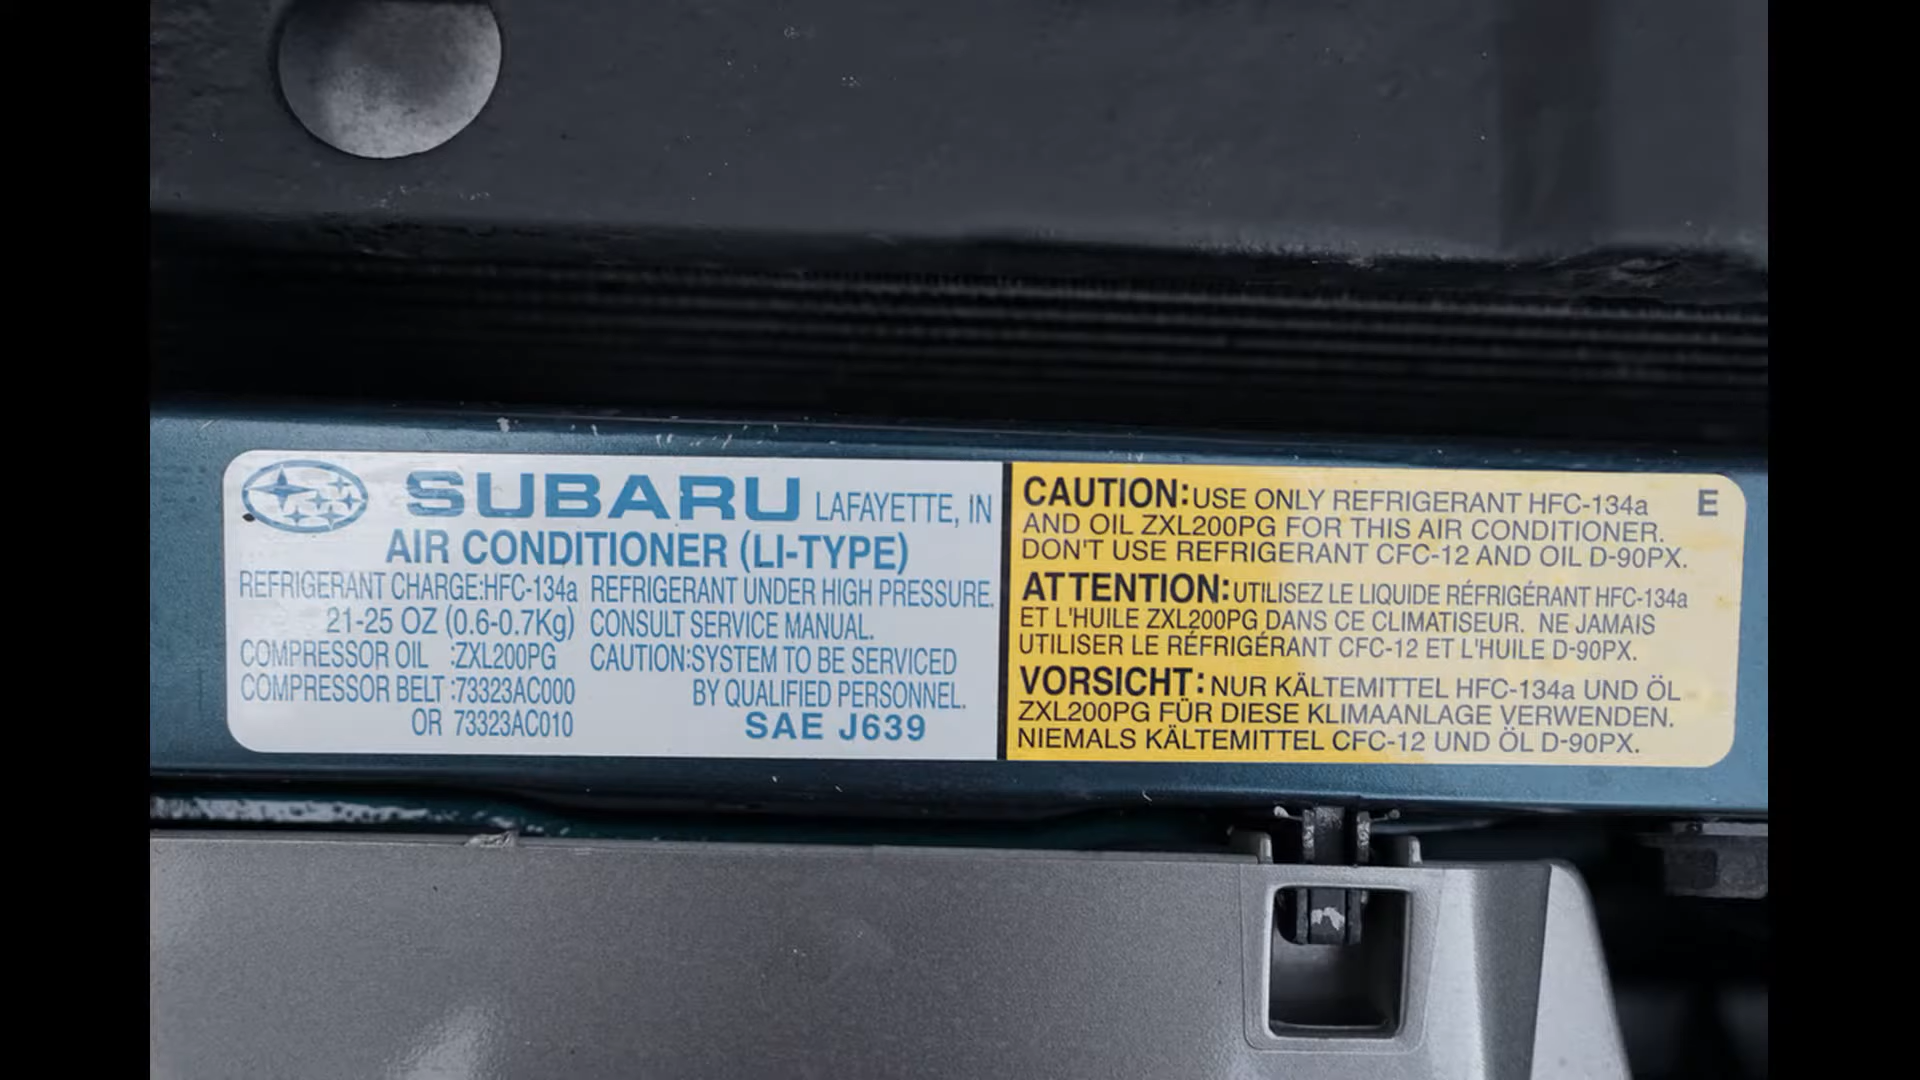 SUBARU LAFAYETTE, IN
AIR CONDITIONER (LI-TYPE)
REFRIGERANT CHARGE:HFC-134a
21-25 OZ (0.6-0.7Kg)
COMPRESSOR OIL :ZXL200PG
COMPRESSOR BELT :73323AC000
OR 73323AC010
REFRIGERANT UNDER HIGH PRESSURE.
CONSULT SERVICE MANUAL.
CAUTION:SYSTEM TO BE SERVICED
BY QUALIFIED PERSONNEL.
SAE J639
CAUTION:USE ONLY REFRIGERANT HFC-134a E
AND OIL ZXL200PG FOR THIS AIR CONDITIONER.
DON'T USE REFRIGERANT CFC-12 AND OIL D-90PX.
ATTENTION:UTILISEZ LE LIQUIDE RÉFRIGÉRANT HFC-134a
ET L'HUILE ZXL200PG DANS CE CLIMATISEUR. NE JAMAIS
UTILISER LE RÉFRIGÉRANT CFC-12 ET L'HUILE D-90PX.
VORSICHT:NUR KÄLTEMITTEL HFC-134a UND ÖL
ZXL200PG FÜR DIESE KLIMAANLAGE VERWENDEN.
NIEMALS KÄLTEMITTEL CFC-12 UND ÖL D-90PX.